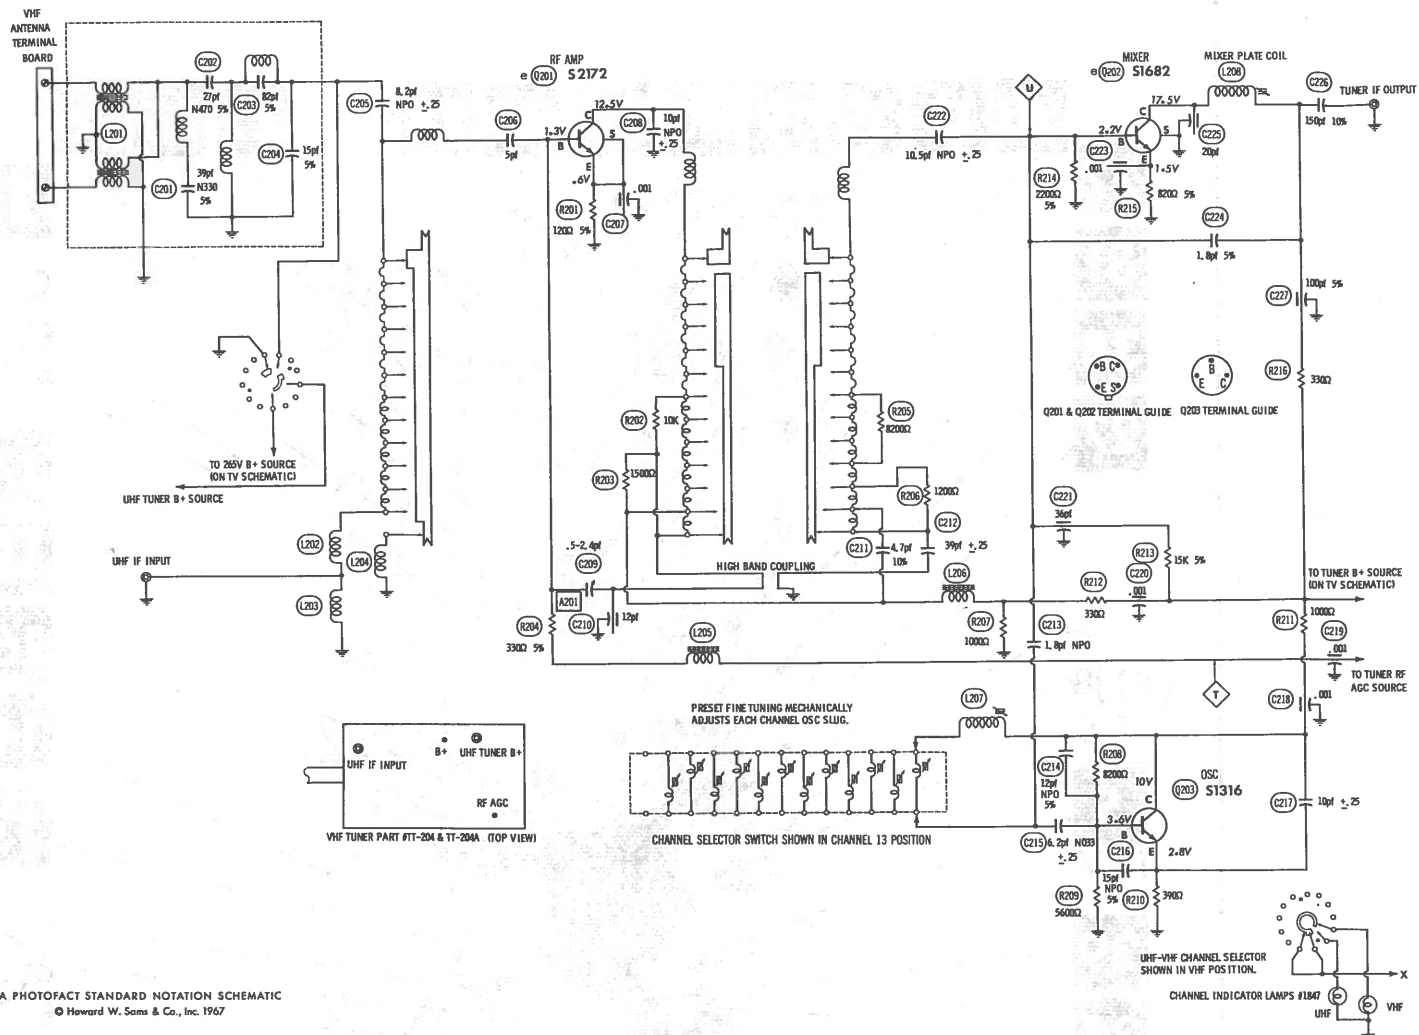 VHF
ANTENNA
TERMINAL
BOARD
L201
C202
27pf
N470 5%
C203
82pf
5%
C204
15pf
5%
C201
39pf
N330
5%
C205
8.2pf
NPO ±.25
C206
5pf
RF AMP
e Q201 S2172
12.5V
1.3V
B
C
S
E
.6V
C208
10pf
NPO
±.25
R201
120Ω 5%
.001
C207
C222
10.5pf NPO ±.25
U
MIXER
e Q202 S1682
17.5V
2.2V
B
C
S
E
1.5V
C223
.001
R214
2200Ω
5%
R215
820Ω 5%
MIXER PLATE COIL
L208
C225
20pf
C226
150pf 10%
TUNER IF OUTPUT
C224
1.8pf 5%
C227
100pf 5%
R216
330Ω
B C
E S
Q201 & Q202 TERMINAL GUIDE
B
E C
Q203 TERMINAL GUIDE
TO 265V B+ SOURCE
(ON TV SCHEMATIC)
UHF TUNER B+ SOURCE
UHF IF INPUT
L202
L203
L204
R202
10K
R203
1500Ω
R205
8200Ω
R206
1200Ω
C212
39pf ±.25
C211
4.7pf
10%
HIGH BAND COUPLING
.5-2.4pf
C209
A201
C210
12pf
R204
330Ω 5%
L205
L206
R207
1000Ω
C221
36pf
R213
15K 5%
R212
330Ω
C220
.001
C213
1.8pf NPO
TO TUNER B+ SOURCE
(ON TV SCHEMATIC)
R211
1000Ω
C219
.001
TO TUNER RF
AGC SOURCE
T
C218
.001
PRESET FINE TUNING MECHANICALLY
ADJUSTS EACH CHANNEL OSC SLUG.
L207
CHANNEL SELECTOR SWITCH SHOWN IN CHANNEL 13 POSITION
C214
12pf
NPO
5%
R208
8200Ω
OSC
Q203 S1316
10V
C
3.6V
B
E
2.8V
C215
6.2pf N033
±.25
C216
15pf
NPO
5%
R209
5600Ω
R210
390Ω
C217
10pf ±.25
UHF IF INPUT
B+
UHF TUNER B+
RF AGC
VHF TUNER PART #TT-204 & TT-204A (TOP VIEW)
UHF-VHF CHANNEL SELECTOR
SHOWN IN VHF POSITION.
X
CHANNEL INDICATOR LAMPS #1847
UHF
VHF
A PHOTOFACT STANDARD NOTATION SCHEMATIC
© Howard W. Sams & Co., Inc. 1967